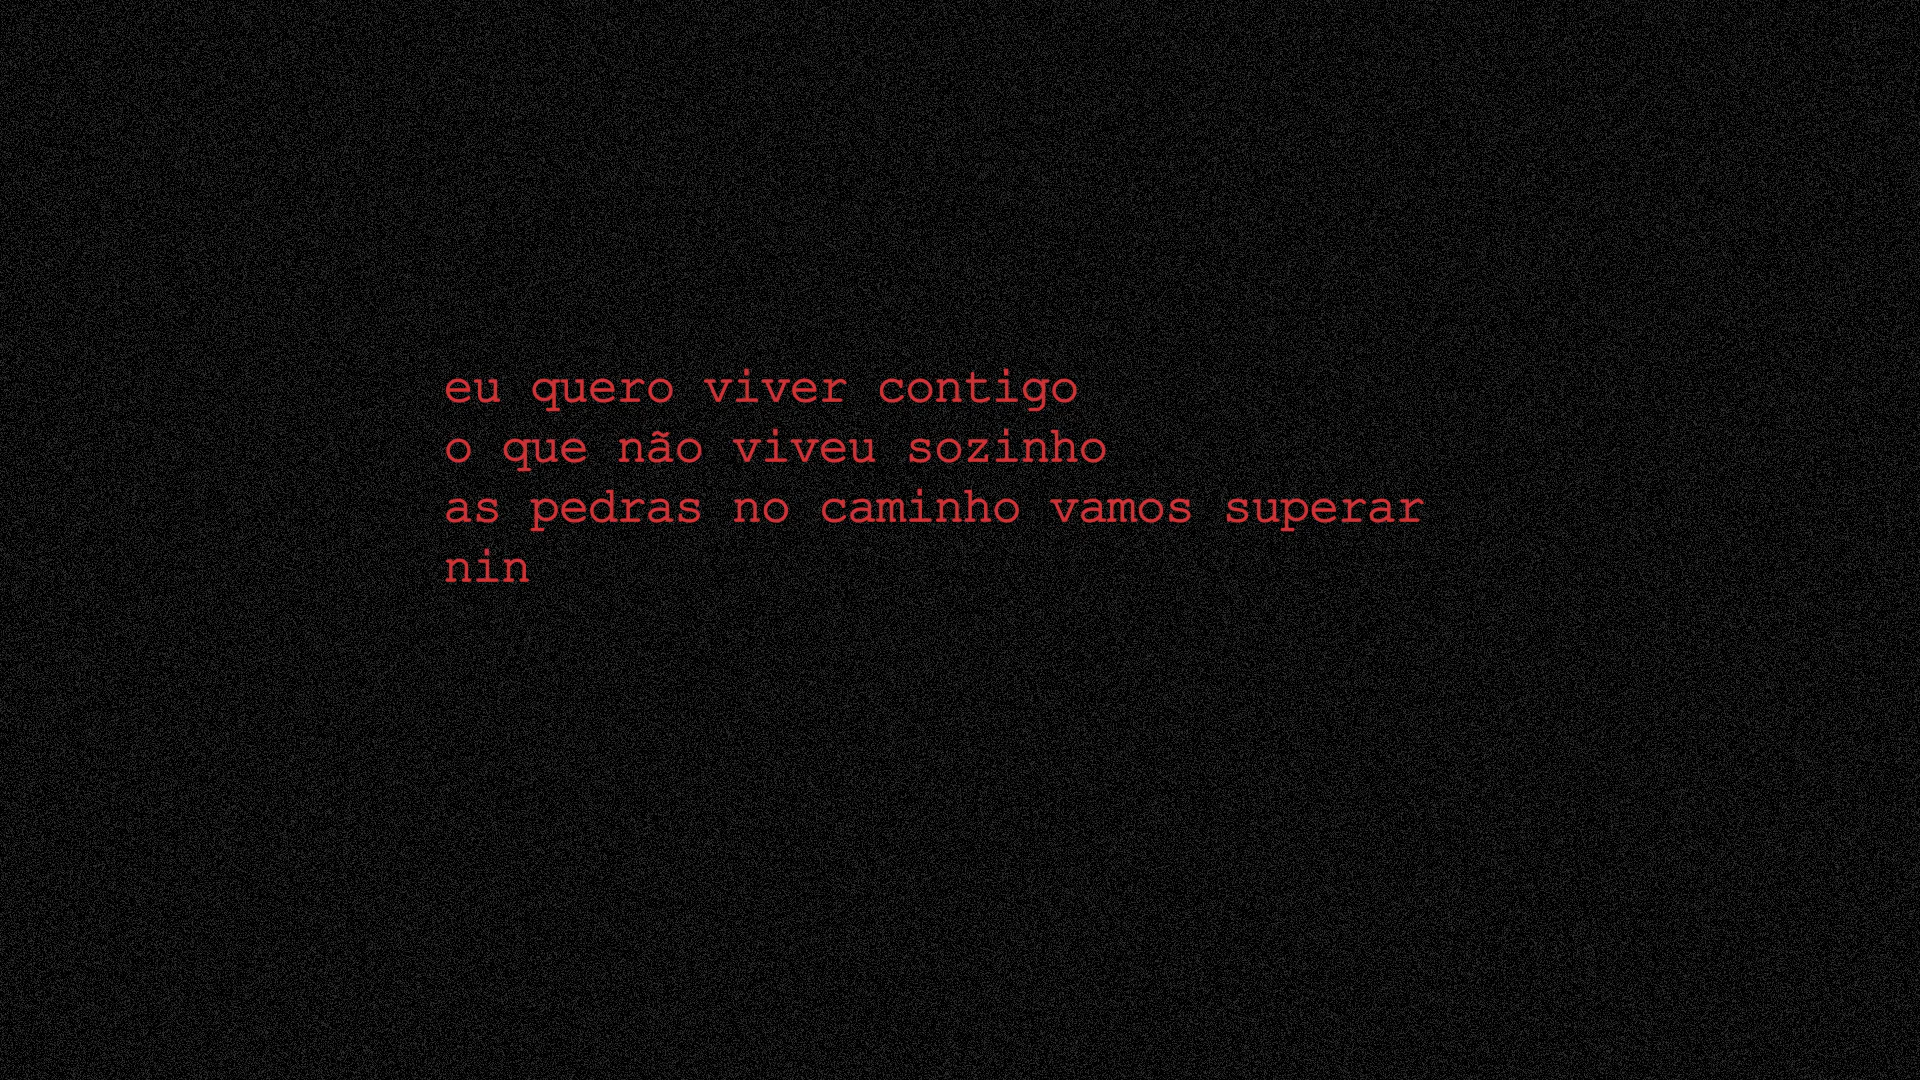 eu quero viver contigo
o que não viveu sozinho
as pedras no caminho vamos superar
nin